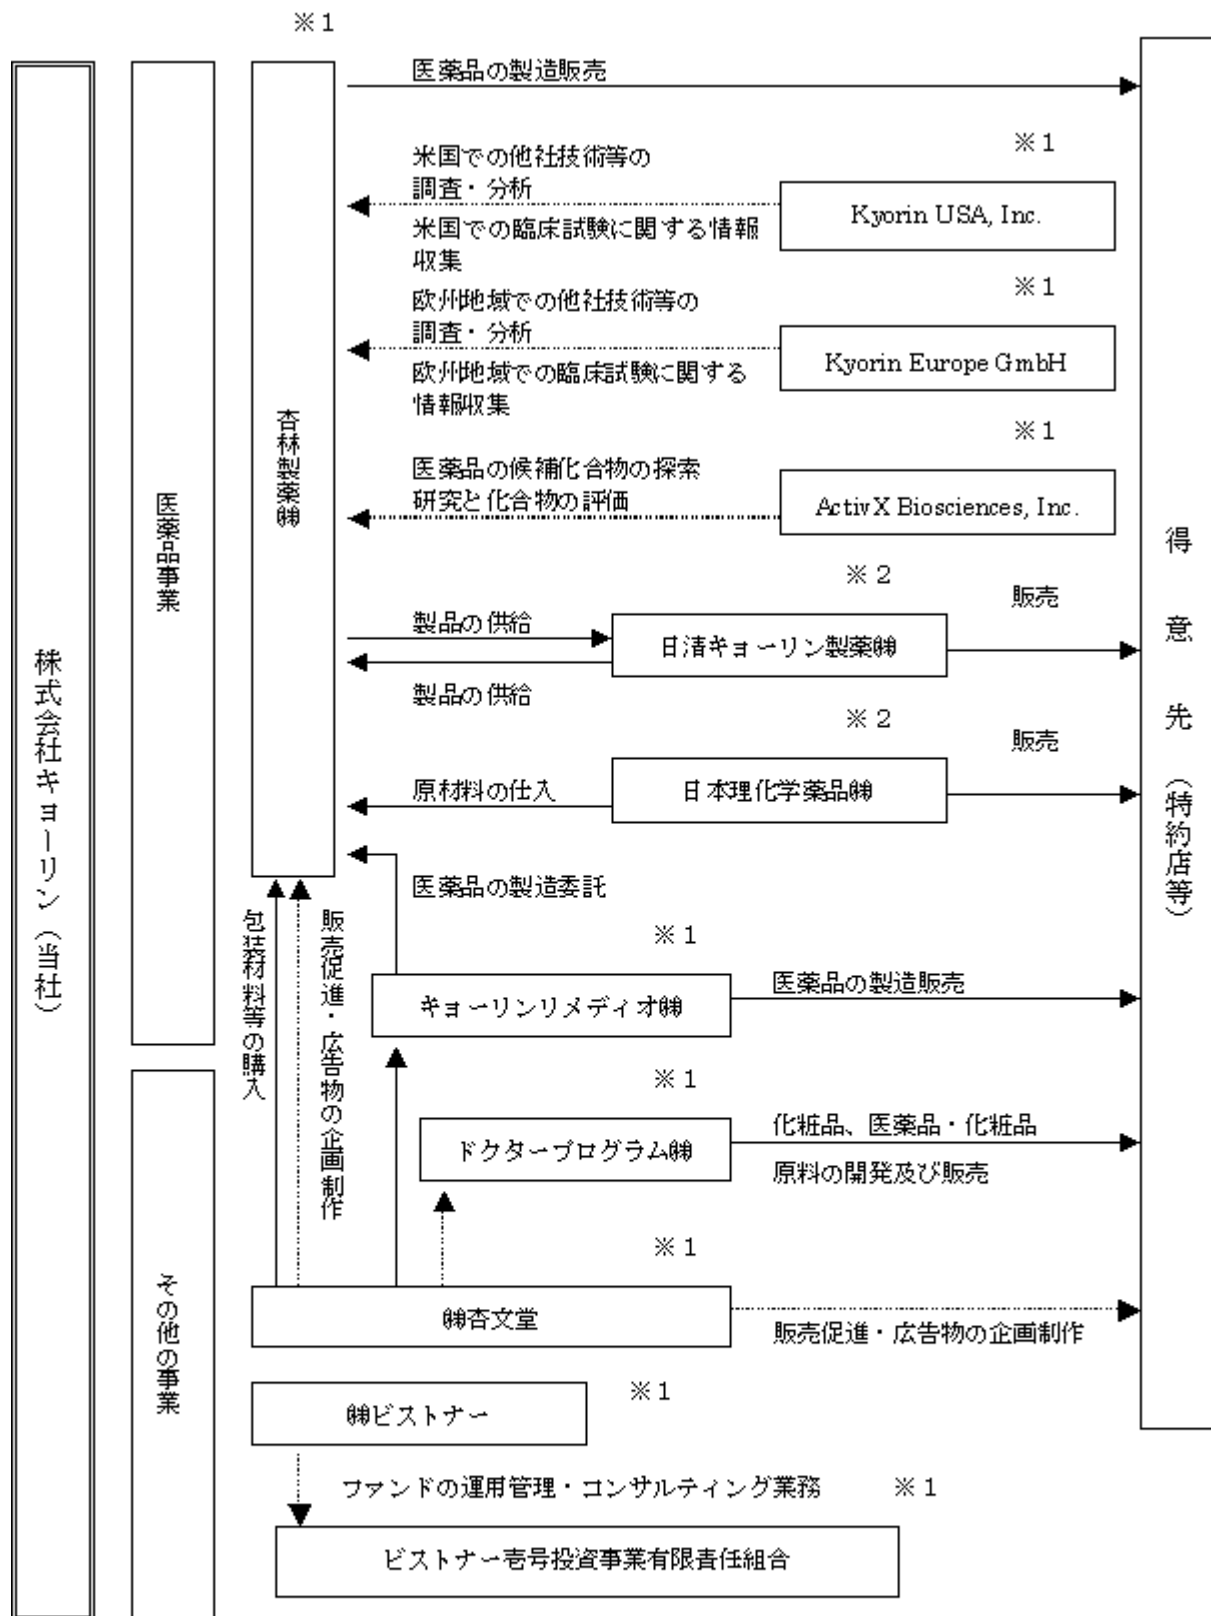 ※1
医薬品の製造販売
※1
米国での他社技術等の
調査・分析
Kyorin USA, Inc.
米国での臨床試験に関する情報
収集
※1
欧州地域での他社技術等の
調査・分析
Kyorin Europe GmbH
欧州地域での臨床試験に関する
情報収集
※1
医薬品の候補化合物の探索
研究と化合物の評価
ActivX Biosciences, Inc.
杏林製薬㈱
医薬品事業
株式会社キョーリン（当社）
得意先（特約店等）
※2
販売
製品の供給
日清キョーリン製薬㈱
製品の供給
※2
販売
原材料の仕入
日本理化学薬品㈱
医薬品の製造委託
包装材料等の購入
販売促進・広告物の企画制作
※1
キョーリンリメディオ㈱
医薬品の製造販売
※1
ドクタープログラム㈱
化粧品、医薬品・化粧品
原料の開発及び販売
その他の事業
※1
㈱杏文堂
販売促進・広告物の企画制作
※1
㈱ビストナー
ファンドの運用管理・コンサルティング業務
※1
ビストナー壱号投資事業有限責任組合